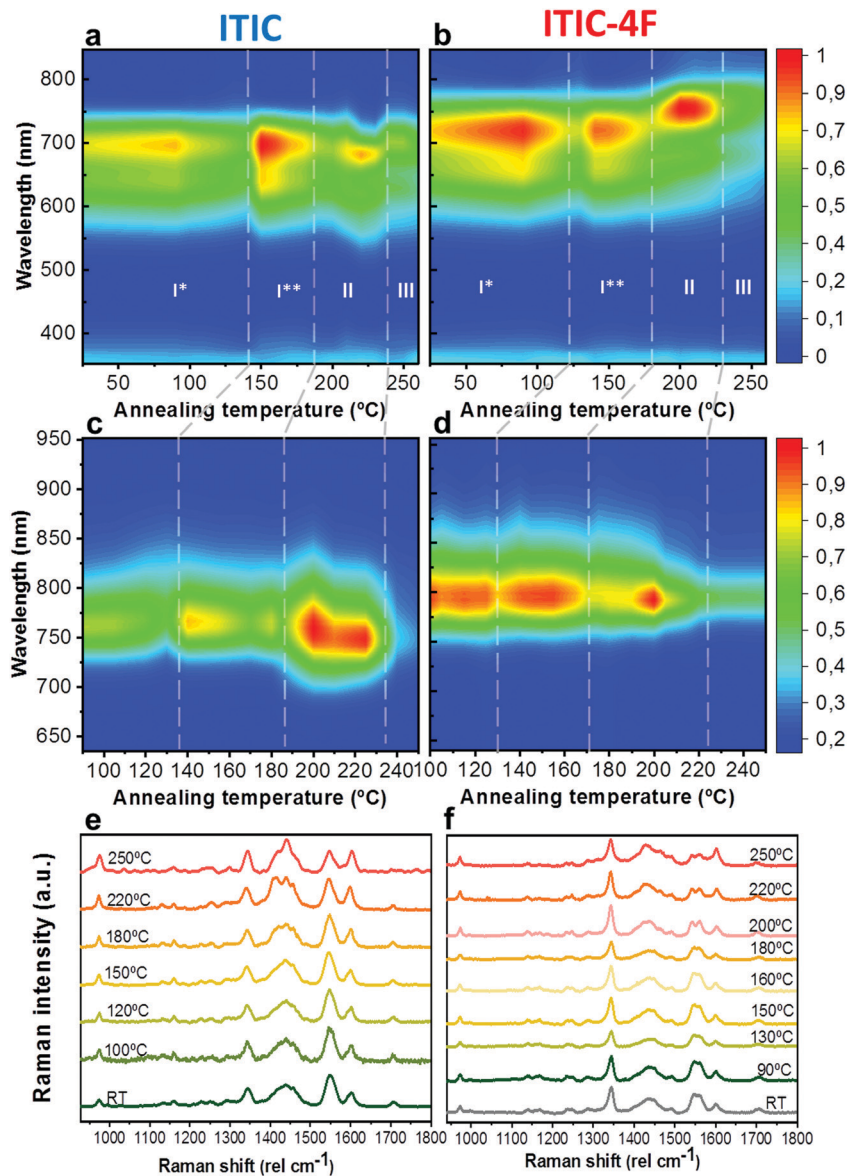 ITIC
ITIC-4F
a
b
Wavelength (nm)
800
700
600
500
400
I*
I**
II
III
I*
I**
II
III
1
0,9
0,8
0,7
0,6
0,5
0,4
0,2
0,1
0
50 100 150 200 250
50 100 150 200 250
Annealing temperature (ºC)
Annealing temperature (ºC)
c
d
Wavelength (nm)
950
900
850
800
750
700
650
1
0,9
0,8
0,7
0,6
0,5
0,4
0,3
0,2
100 120 140 160 180 200 220 240
100 120 140 160 180 200 220 240
Annealing temperature (ºC)
Annealing temperature (ºC)
e
f
Raman intensity (a.u.)
250ºC
220ºC
180ºC
150ºC
120ºC
100ºC
RT
250ºC
220ºC
200ºC
180ºC
160ºC
150ºC
130ºC
90ºC
RT
1000 1100 1200 1300 1400 1500 1600 1700 1800
1000 1100 1200 1300 1400 1500 1600 1700 1800
Raman shift (rel cm-1)
Raman shift (rel cm-1)